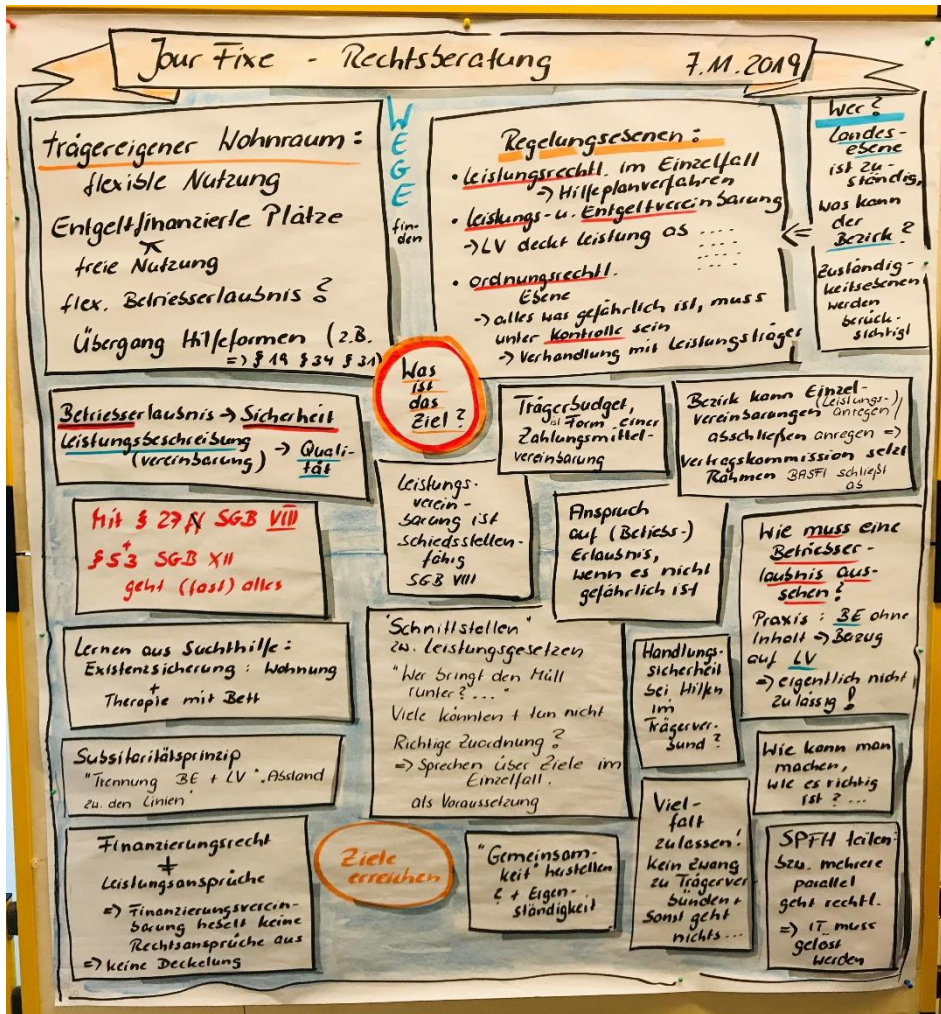 Jour Fixe - Rechtsberatung 7.11.2019
trägereigener Wohnraum:
flexible Nutzung
Entgeltfinanzierte Plätze
freie Nutzung
flex. Betriebserlaubnis?
Übergang Hilfeformen (z.B.
=> § 19 § 34 § 31)
WEGE
fin-
den
Regelungsebenen:
• leistungsrechtl. im Einzelfall
-> Hilfeplanverfahren
• leistungs- u. Entgeltvereinbarung
-> LV deckt Leistung ab ....
• ordnungsrechtl.
Ebene
-> alles was gefährlich ist, muss
unter Kontrolle sein
-> Verhandlung mit Leistungsträger
<=
Wer?
Landes-
ebene
ist zu-
ständig,
was kann
der
Bezirk?
Zuständig-
keitsebenen
werden
berück-
sichtigt
Was
ist
das
Ziel?
Betriebserlaubnis -> Sicherheit
Leistungsbeschreibung
(vereinbarung) -> Quali-
tät
Trägerbudget,
ist Form einer
Zahlungsmittel-
vereinbarung
Bezirk kann Einzel-
vereinbarungen (Leistungs-)
anregen/
abschließen anregen =>
Vertragskommission setzt
Rahmen BASFI schließt
ab
Mit § 27 II SGB VIII
+
§ 53 SGB XII
geht (fast) alles
Leistungs-
verein-
barung ist
schiedsstellen-
fähig
SGB VIII
Anspruch
auf (Betriebs-)
Erlaubnis,
wenn es nicht
gefährlich ist
Wie muss eine
Betriebser-
laubnis aus-
sehen?
Praxis: BE ohne
Inhalt => Bezug
auf LV
=> eigentlich nicht
zulässig!
Lernen aus Suchthilfe:
Existenzsicherung: Wohnung
+
Therapie mit Bett
"Schnittstellen"
zw. Leistungsgesetzen
"Wer bringt den Müll
runter?..."
Viele könnten + tun nicht
Richtige Zuordnung?
=> Sprechen über Ziele im
Einzelfall.
als Voraussetzung
Handlungs-
sicherheit
bei Hilfen
im
Trägerver-
bund?
Subsitaritätsprinzip
"Trennung BE + LV". Abstand
zw. den Linien"
Wie kann man
machen,
wie es richtig
ist?...
Finanzierungsrecht
+
Leistungsansprüche
=> Finanzierungsverein-
barung hebelt keine
Rechtsansprüche aus
=> keine Deckelung
Ziele
erreichen
"Gemeinsam-
keit" herstellen
? + Eigen-
ständigkeit
Viel-
falt
zulassen!
Kein Zwang
zu Trägerver-
bünden +
Sonst geht
nichts...
SPFH teilen
bzw. mehrere
parallel
geht rechtl.
=> IT muss
gelöst
werden